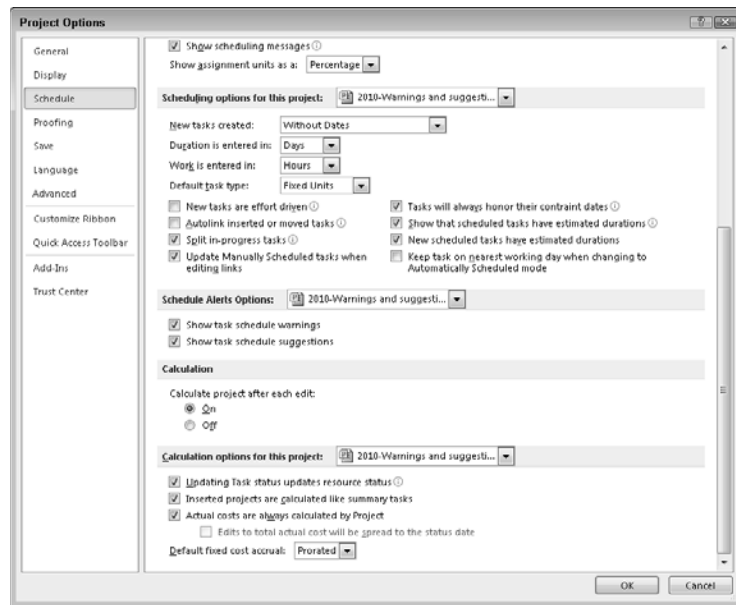 Project Options
General
Display
Schedule
Proofing
Save
Language
Advanced
Customize Ribbon
Quick Access Toolbar
Add-Ins
Trust Center
Show scheduling messages
Show assignment units as a: Percentage
Scheduling options for this project: 2010-Warnings and suggesti...
New tasks created: Without Dates
Duration is entered in: Days
Work is entered in: Hours
Default task type: Fixed Units
New tasks are effort driven
Autolink inserted or moved tasks
Split in-progress tasks
Update Manually Scheduled tasks when
editing links
Tasks will always honor their contraint dates
Show that scheduled tasks have estimated durations
New scheduled tasks have estimated durations
Keep task on nearest working day when changing to
Automatically Scheduled mode
Schedule Alerts Options: 2010-Warnings and suggesti...
Show task schedule warnings
Show task schedule suggestions
Calculation
Calculate project after each edit:
On
Off
Calculation options for this project: 2010-Warnings and suggesti...
Updating Task status updates resource status
Inserted projects are calculated like summary tasks
Actual costs are always calculated by Project
Edits to total actual cost will be spread to the status date
Default fixed cost accrual: Prorated
OK
Cancel